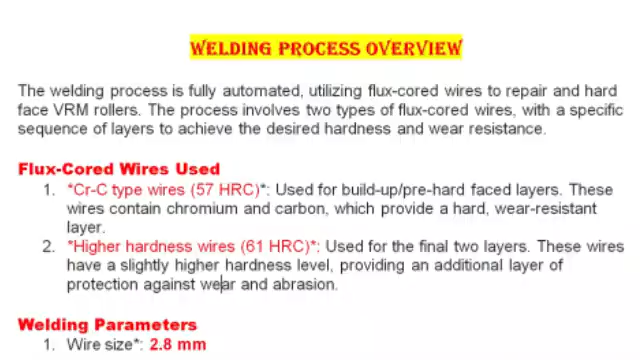 WELDING PROCESS OVERVIEW
The welding process is fully automated, utilizing flux-cored wires to repair and hard
face VRM rollers. The process involves two types of flux-cored wires, with a specific
sequence of layers to achieve the desired hardness and wear resistance.
Flux-Cored Wires Used
1. *Cr-C type wires (57 HRC)*: Used for build-up/pre-hard faced layers. These
wires contain chromium and carbon, which provide a hard, wear-resistant
layer.
2. *Higher hardness wires (61 HRC)*: Used for the final two layers. These wires
have a slightly higher hardness level, providing an additional layer of
protection against wear and abrasion.
Welding Parameters
1. Wire size*: 2.8 mm